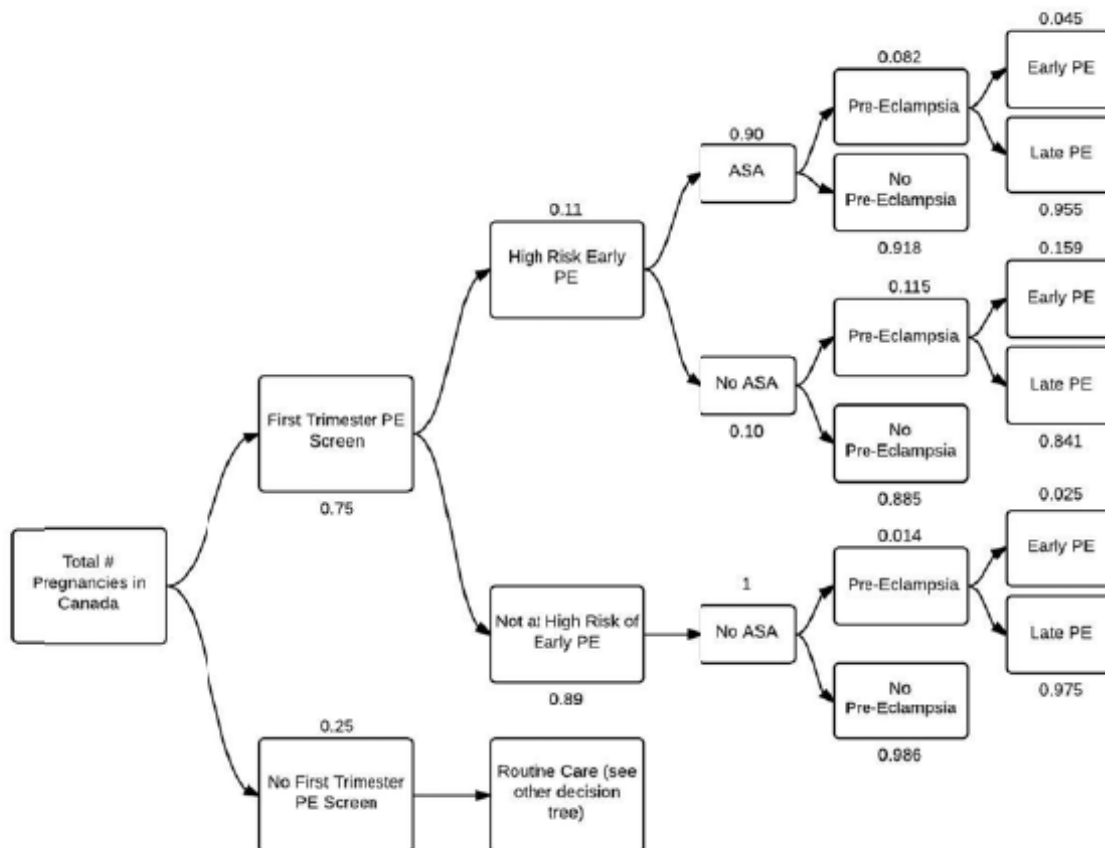 0.045
Early PE
0.082
Pre-Eclampsia
0.90
ASA
Late PE
No
Pre-Eclampsia
0.955
0.11
0.918
0.159
High Risk Early
PE
Early PE
0.115
Pre-Eclampsia
No ASA
Late PE
0.10
No
Pre-Eclampsia
0.841
First Trimester PE
Screen
0.885
0.025
0.75
0.014
Early PE
Total #
Pregnancies in
Canada
1
Pre-Eclampsia
Not at High Risk of
Early PE
No ASA
Late PE
No
Pre-Eclampsia
0.975
0.89
0.25
0.986
No First Trimester
PE Screen
Routine Care (see
other decision
tree)